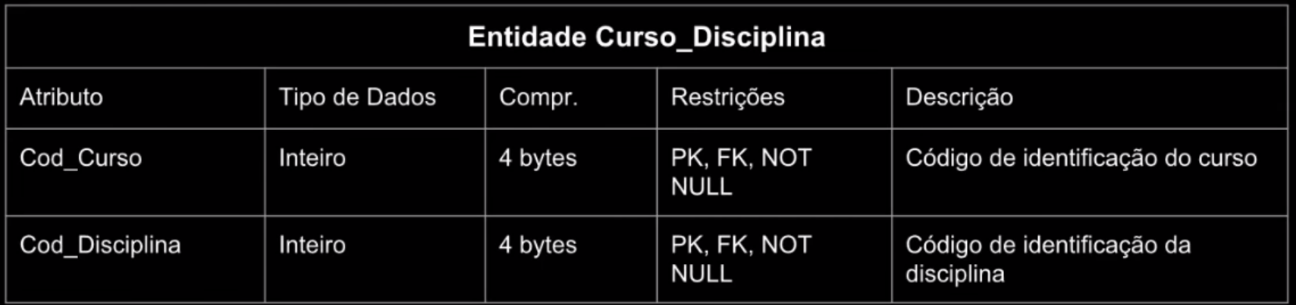 Entidade Curso_Disciplina
Atributo Tipo de Dados Compr. Restrições Descrição
Cod_Curso Inteiro 4 bytes PK, FK, NOT NULL Código de identificação do curso
Cod_Disciplina Inteiro 4 bytes PK, FK, NOT NULL Código de identificação da disciplina